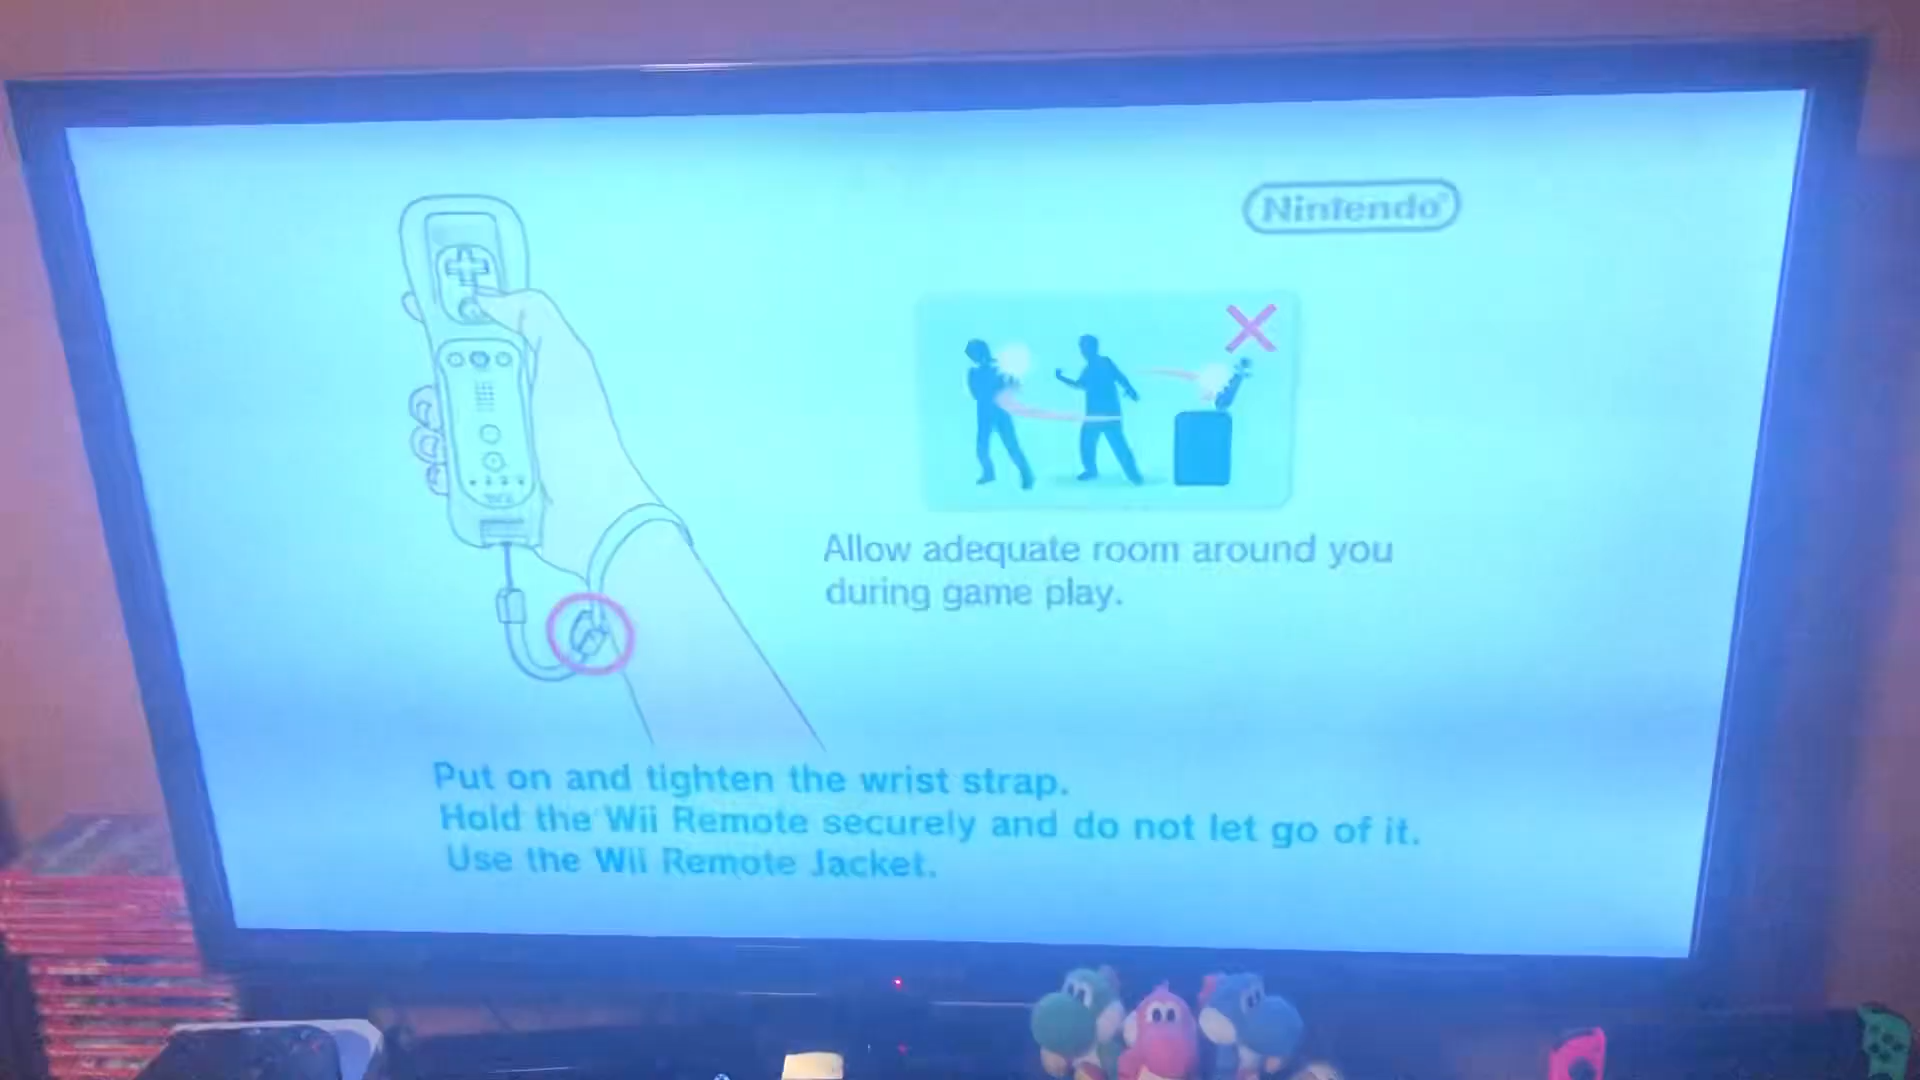 Nintendo
Allow adequate room around you
during game play.
Put on and tighten the wrist strap.
Hold the Wii Remote securely and do not let go of it.
Use the Wii Remote Jacket.